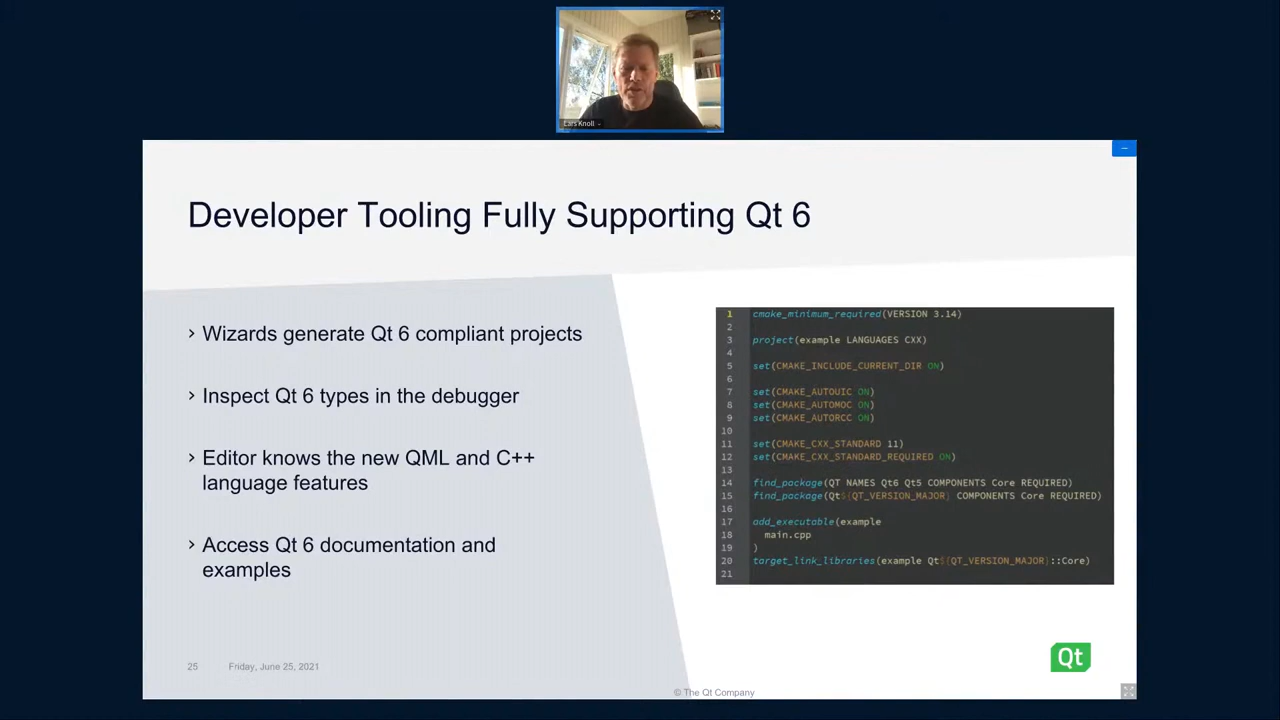 Lars Knoll
Developer Tooling Fully Supporting Qt 6
› Wizards generate Qt 6 compliant projects
› Inspect Qt 6 types in the debugger
› Editor knows the new QML and C++
language features
› Access Qt 6 documentation and
examples
1 cmake_minimum_required(VERSION 3.14)
2
3 project(example LANGUAGES CXX)
4
5 set(CMAKE_INCLUDE_CURRENT_DIR ON)
6
7 set(CMAKE_AUTOUIC ON)
8 set(CMAKE_AUTOMOC ON)
9 set(CMAKE_AUTORCC ON)
10
11 set(CMAKE_CXX_STANDARD 11)
12 set(CMAKE_CXX_STANDARD_REQUIRED ON)
13
14 find_package(QT NAMES Qt6 Qt5 COMPONENTS Core REQUIRED)
15 find_package(Qt${QT_VERSION_MAJOR} COMPONENTS Core REQUIRED)
16
17 add_executable(example
18 main.cpp
19 )
20 target_link_libraries(example Qt${QT_VERSION_MAJOR}::Core)
21
25 Friday, June 25, 2021
Qt
© The Qt Company